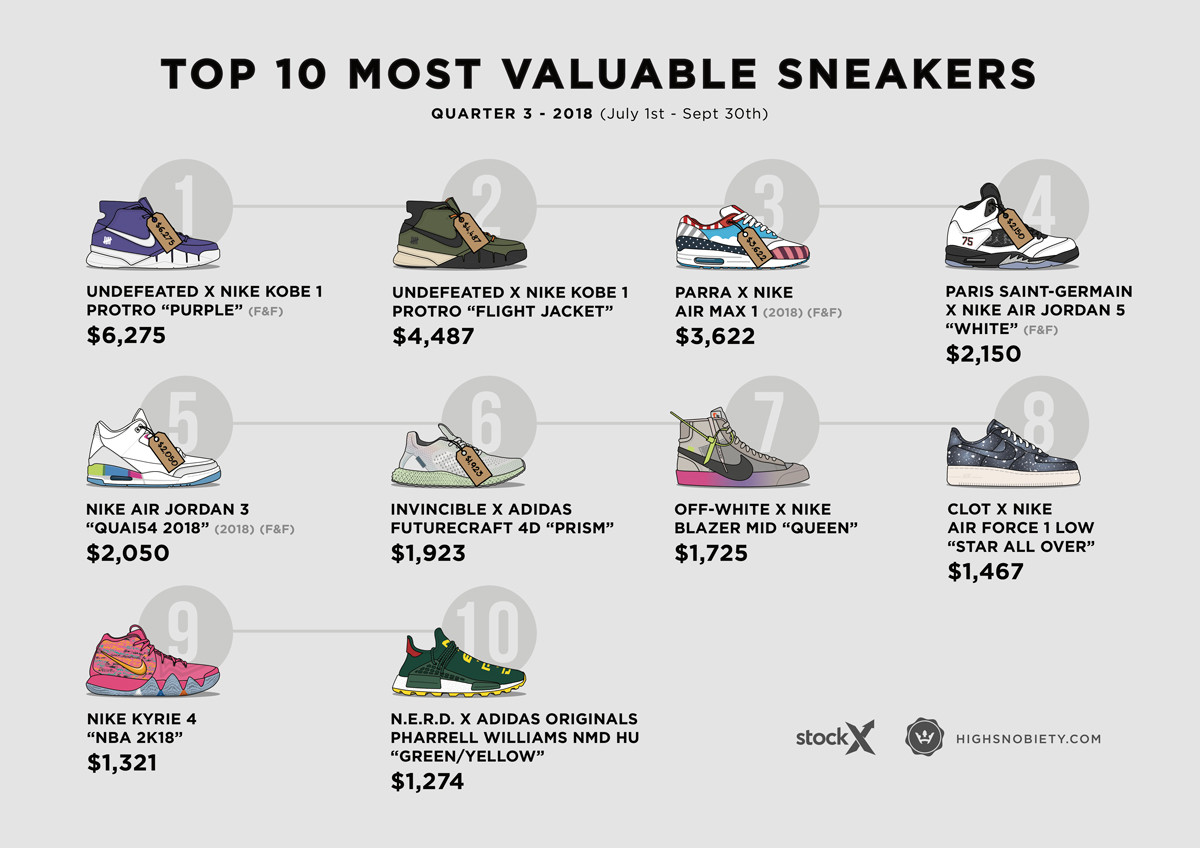 TOP 10 MOST VALUABLE SNEAKERS
QUARTER 3 - 2018 (July 1st - Sept 30th)
1
$6,275
UNDEFEATED X NIKE KOBE 1
PROTRO “PURPLE” (F&F)
$6,275
2
$4,487
UNDEFEATED X NIKE KOBE 1
PROTRO “FLIGHT JACKET”
$4,487
3
$3,622
PARRA X NIKE
AIR MAX 1 (2018) (F&F)
$3,622
4
$2,150
75
PARIS SAINT-GERMAIN
X NIKE AIR JORDAN 5
“WHITE” (F&F)
$2,150
5
$2,050
NIKE AIR JORDAN 3
“QUAI54 2018” (2018) (F&F)
$2,050
6
$1,923
INVINCIBLE X ADIDAS
FUTURECRAFT 4D “PRISM”
$1,923
7
OFF-WHITE X NIKE
BLAZER MID “QUEEN”
$1,725
8
CLOT X NIKE
AIR FORCE 1 LOW
“STAR ALL OVER”
$1,467
9
NIKE KYRIE 4
“NBA 2K18”
$1,321
10
N.E.R.D. X ADIDAS ORIGINALS
PHARRELL WILLIAMS NMD HU
“GREEN/YELLOW”
$1,274
stockX
HIGHSNOBIETY.COM